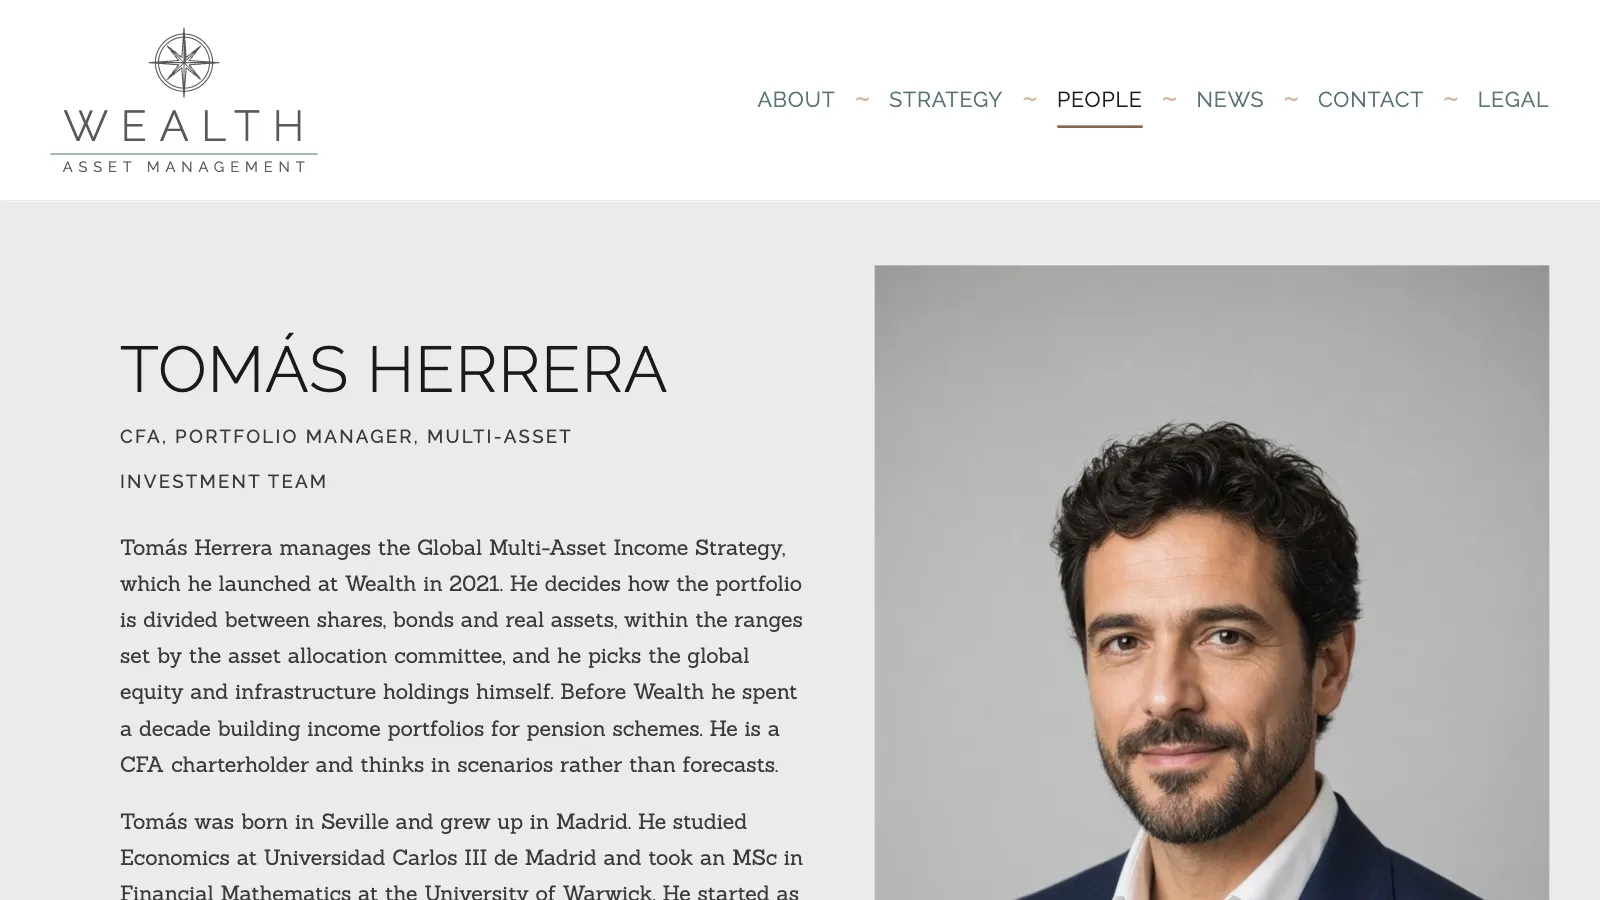 WEALTH
ASSET MANAGEMENT
ABOUT ~ STRATEGY ~ PEOPLE ~ NEWS ~ CONTACT ~ LEGAL
TOMÁS HERRERA
CFA, PORTFOLIO MANAGER, MULTI-ASSET
INVESTMENT TEAM
Tomás Herrera manages the Global Multi-Asset Income Strategy,
which he launched at Wealth in 2021. He decides how the portfolio
is divided between shares, bonds and real assets, within the ranges
set by the asset allocation committee, and he picks the global
equity and infrastructure holdings himself. Before Wealth he spent
a decade building income portfolios for pension schemes. He is a
CFA charterholder and thinks in scenarios rather than forecasts.
Tomás was born in Seville and grew up in Madrid. He studied
Economics at Universidad Carlos III de Madrid and took an MSc in
Financial Mathematics at the University of Warwick. He started as